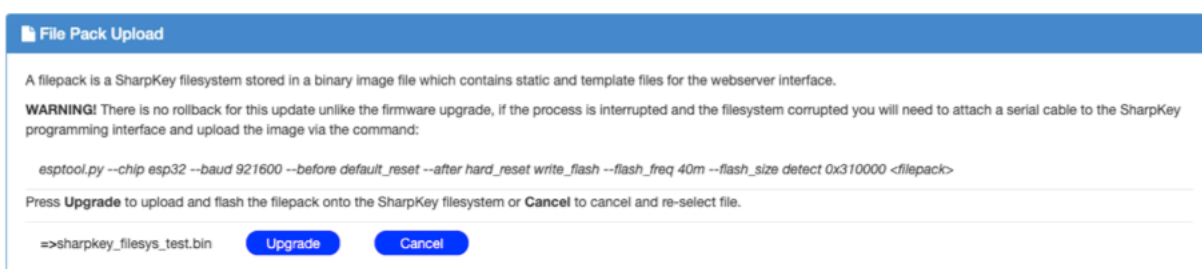 File Pack Upload
A filepack is a SharpKey filesystem stored in a binary image file which contains static and template files for the webserver interface.
WARNING! There is no rollback for this update unlike the firmware upgrade, if the process is interrupted and the filesystem corrupted you will need to attach a serial cable to the SharpKey
programming interface and upload the image via the command:
esptool.py --chip esp32 --baud 921600 --before default_reset --after hard_reset write_flash --flash_freq 40m --flash_size detect 0x310000 <filepack>
Press Upgrade to upload and flash the filepack onto the SharpKey filesystem or Cancel to cancel and re-select file.
=>sharpkey_filesys_test.bin Upgrade Cancel